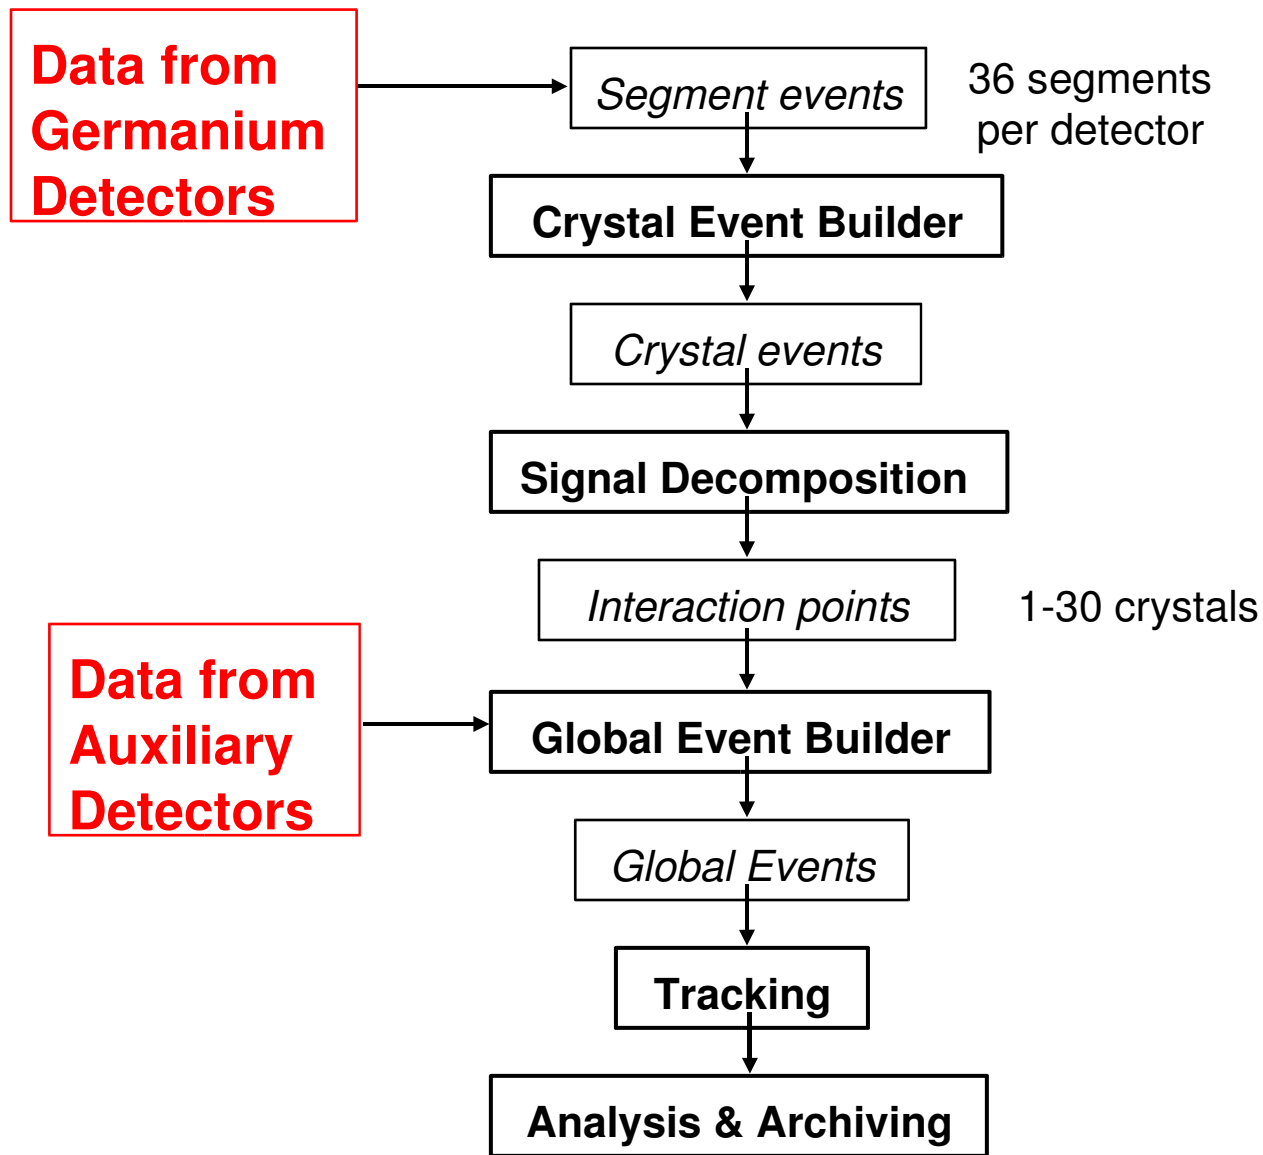 Data from
Germanium
Detectors
Segment events
36 segments
per detector
Crystal Event Builder
Crystal events
Signal Decomposition
Interaction points
1-30 crystals
Data from
Auxiliary
Detectors
Global Event Builder
Global Events
Tracking
Analysis & Archiving